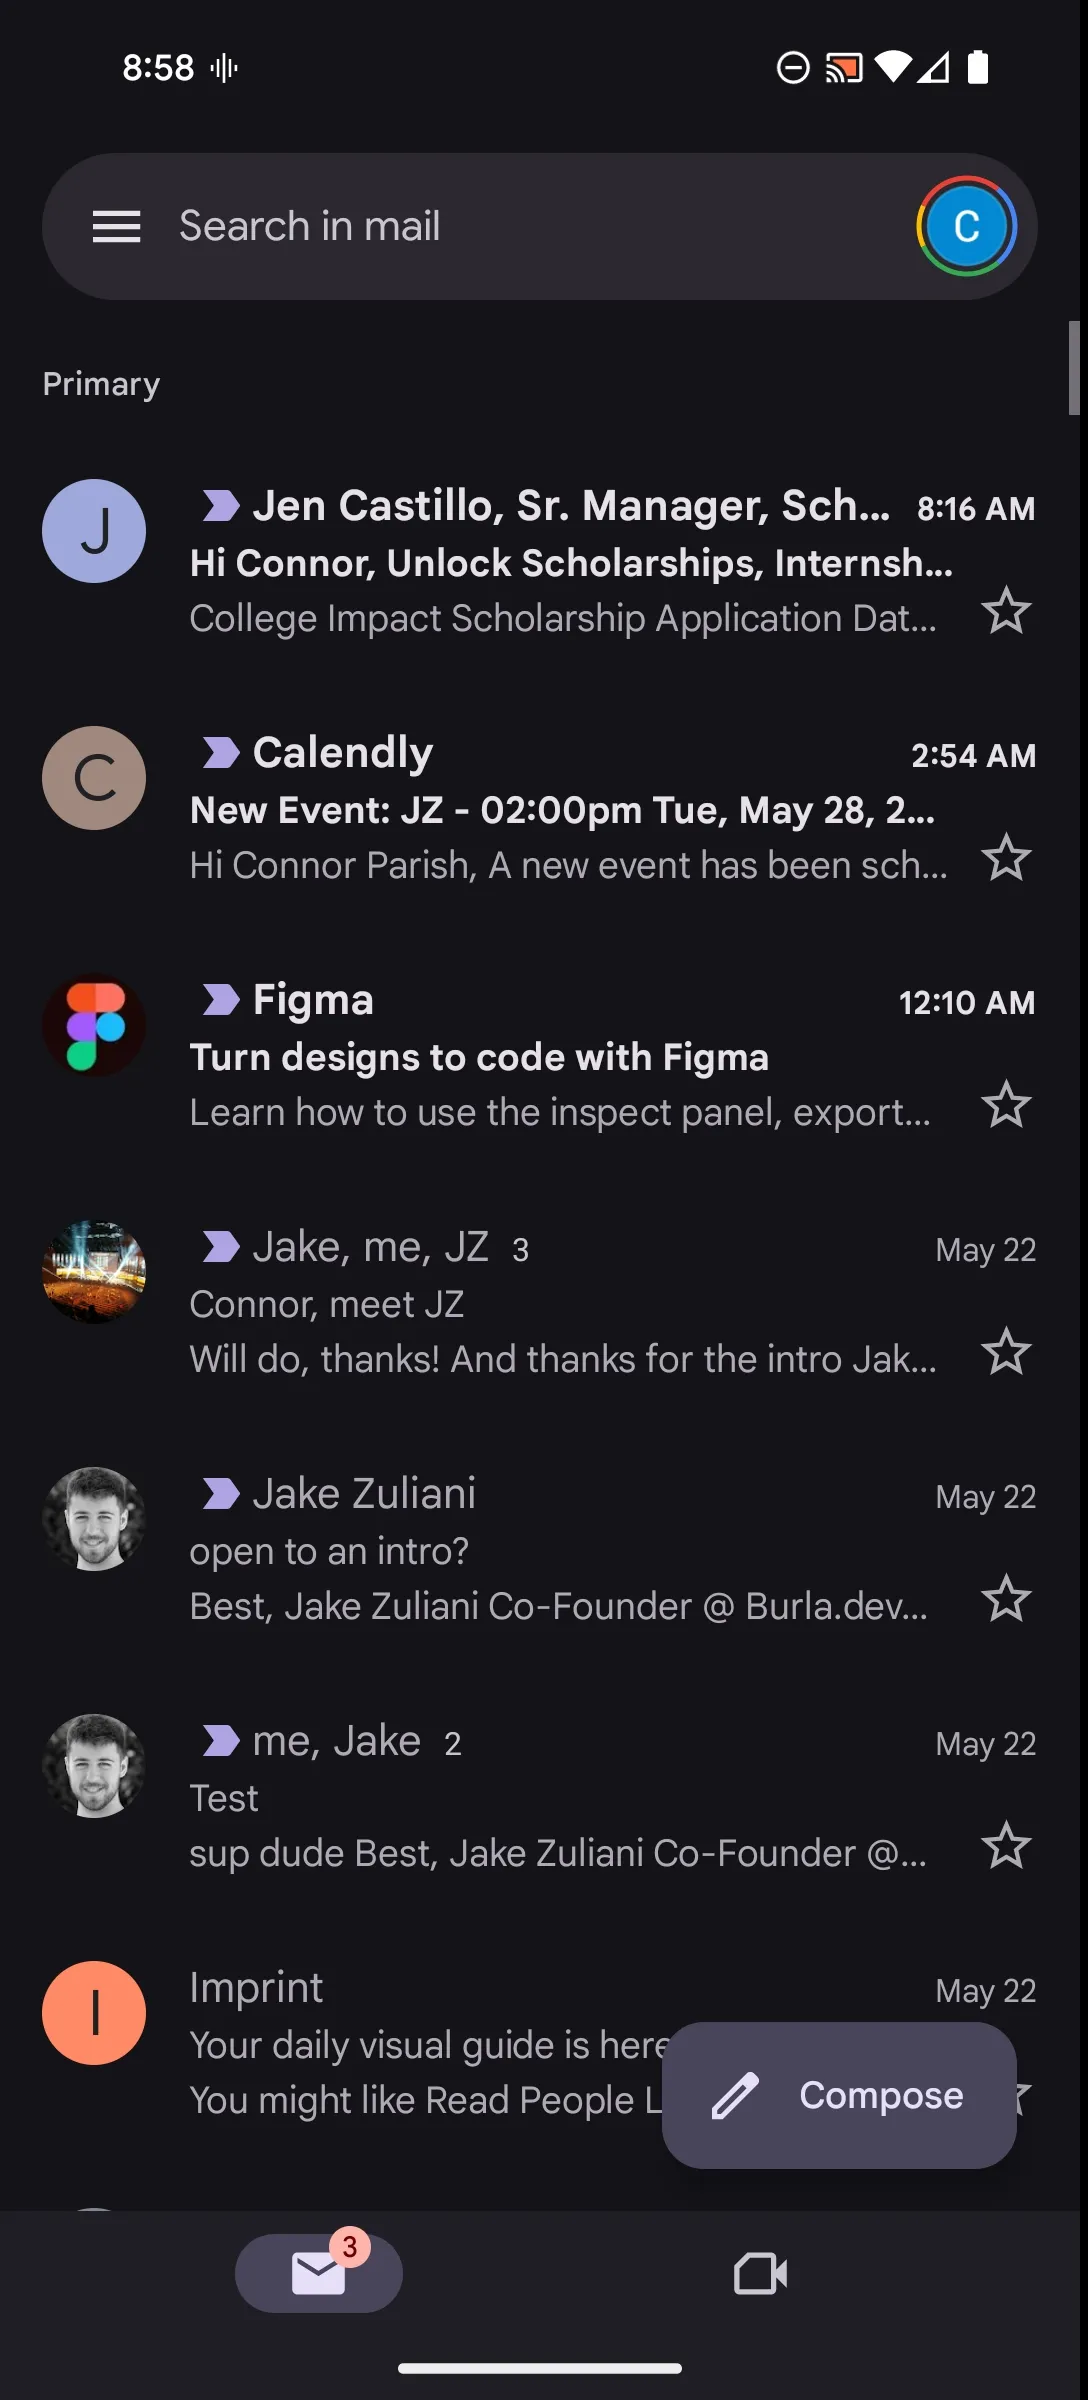 8:58
Search in mail
C
Primary
J
Jen Castillo, Sr. Manager, Sch... 8:16 AM
Hi Connor, Unlock Scholarships, Internsh...
College Impact Scholarship Application Dat...
C
Calendly 2:54 AM
New Event: JZ - 02:00pm Tue, May 28, 2...
Hi Connor Parish, A new event has been sch...
Figma 12:10 AM
Turn designs to code with Figma
Learn how to use the inspect panel, export...
Jake, me, JZ 3 May 22
Connor, meet JZ
Will do, thanks! And thanks for the intro Jak...
Jake Zuliani May 22
open to an intro?
Best, Jake Zuliani Co-Founder @ Burla.dev...
me, Jake 2 May 22
Test
sup dude Best, Jake Zuliani Co-Founder @...
I
Imprint May 22
Your daily visual guide is here
You might like Read People L
Compose
3